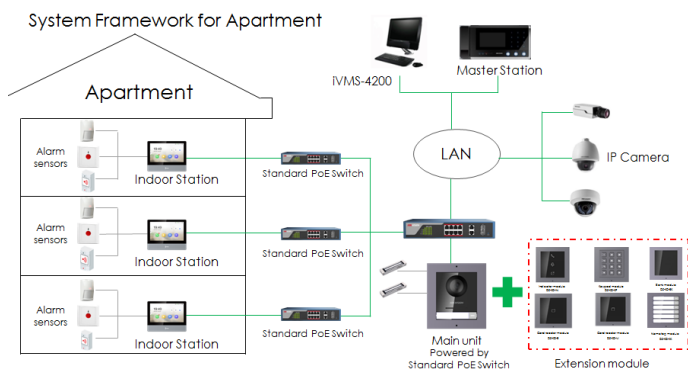 System Framework for Apartment
iVMS-4200
Master Station
Apartment
LAN
IP Camera
Alarm
sensors
Indoor Station
Standard PoE Switch
Alarm
sensors
Indoor Station
Standard PoE Switch
Alarm
sensors
Indoor Station
Standard PoE Switch
Main unit
Powered by
Standard PoE Switch
Extension module